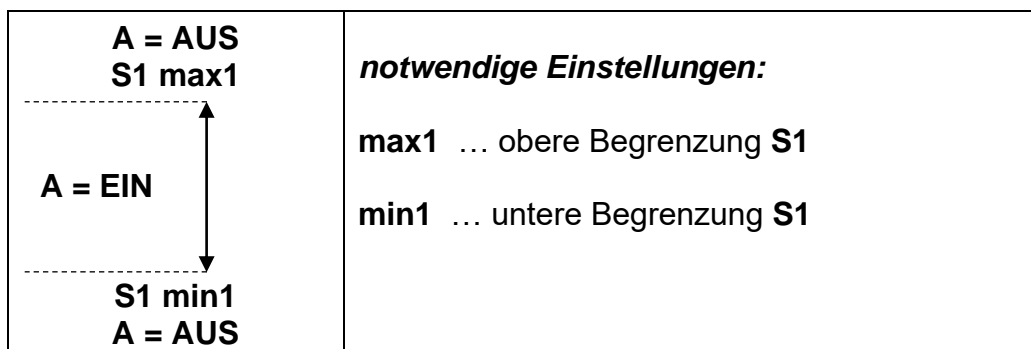 A = AUS
S1 max1
A = EIN
S1 min1
A = AUS
notwendige Einstellungen:
max1 … obere Begrenzung S1
min1 … untere Begrenzung S1